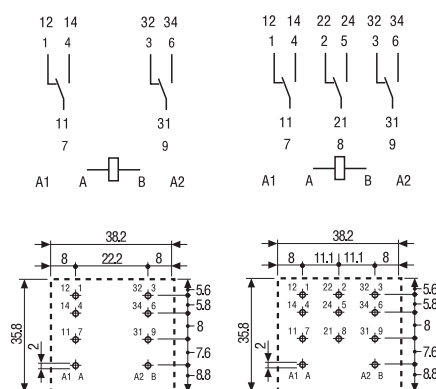 12 14 32 34
1 4 3 6
11 31
7 9
A1 A B A2
12 14 22 24 32 34
1 4 2 5 3 6
11 21 31
7 8 9
A1 A B A2
38.2
8 22.2 8
12 1 32 3
14 4 34 6
11 7 31 9
A1 A A2 B
35.8
2
5.6
5.8
8
7.6
8.8
38.2
8 11.1 11.1 8
12 1 22 2 32 3
14 4 24 5 34 6
11 7 21 8 31 9
A1 A A2 B
35.8
2
5.6
5.8
8
7.6
8.8